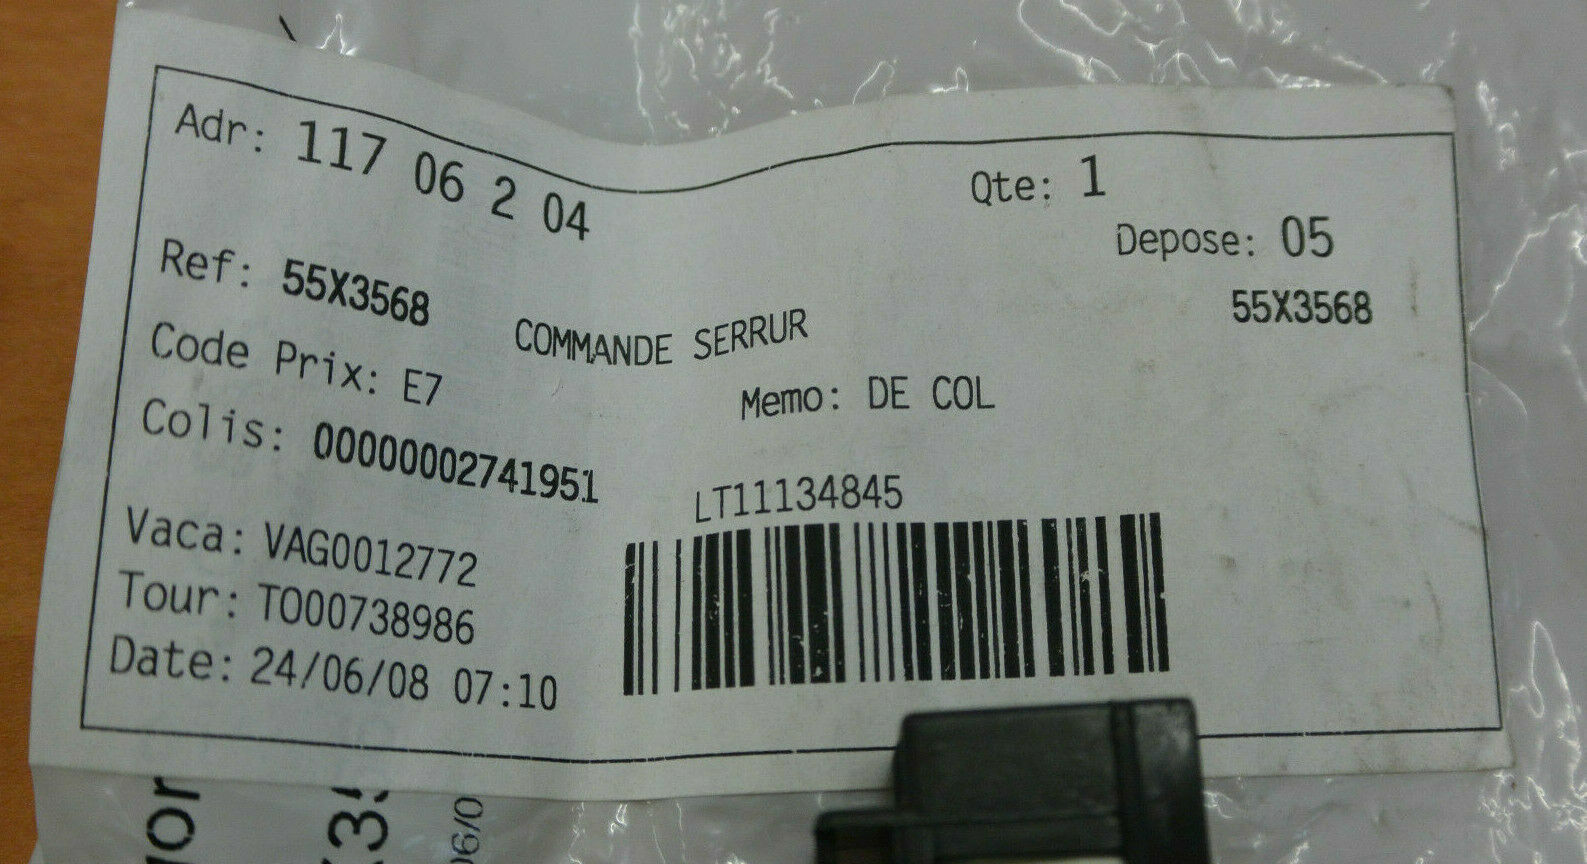 Adr: 117 06 2 04
Qte: 1
Depose: 05
Ref: 55X3568
COMMANDE SERRUR
55X3568
Code Prix: E7
Memo: DE COL
Colis: 00000002741951
LT11134845
Vaca: VAG0012772
Tour: T000738986
Date: 24/06/08 07:10